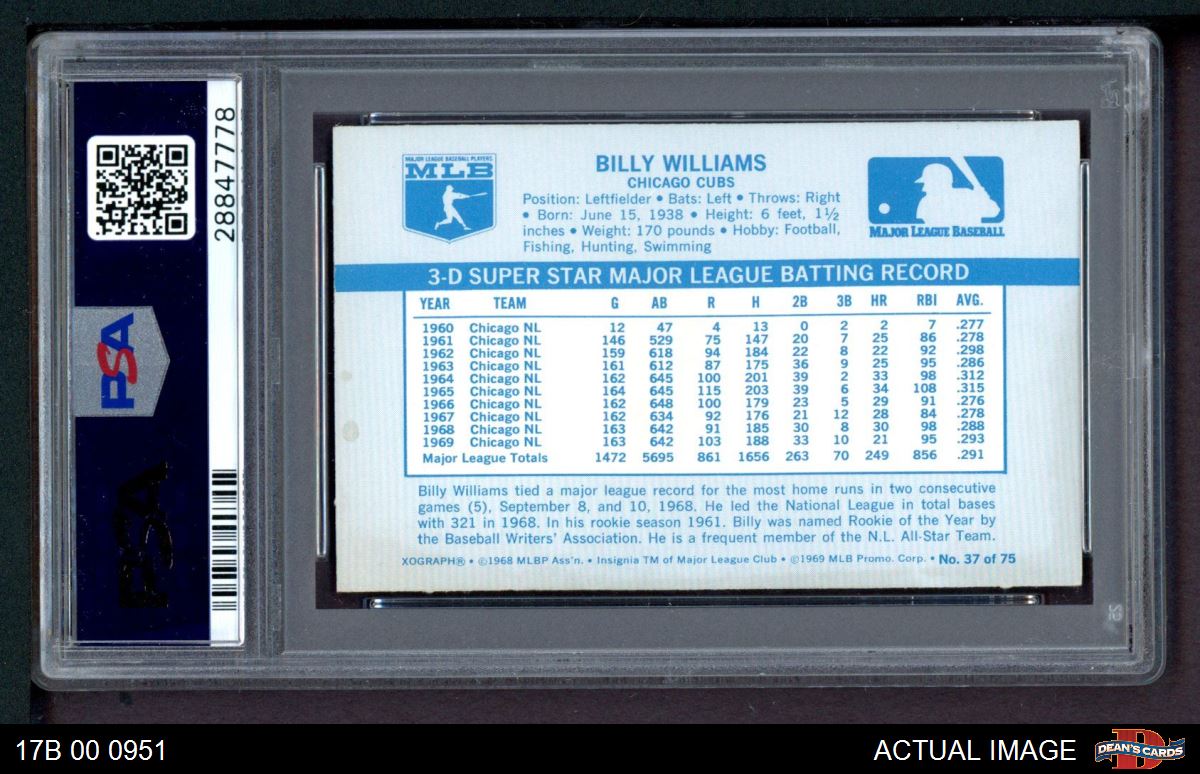 28847778
PSA
PSA
MAJOR LEAGUE BASEBALL PLAYERS
MLB
BILLY WILLIAMS
CHICAGO CUBS
Position: Leftfielder • Bats: Left • Throws: Right
• Born: June 15, 1938 • Height: 6 feet, 1½
inches • Weight: 170 pounds • Hobby: Football,
Fishing, Hunting, Swimming
MAJOR LEAGUE BASEBALL
3-D SUPER STAR MAJOR LEAGUE BATTING RECORD
YEAR TEAM G AB R H 2B 3B HR RBI AVG.
1960 Chicago NL 12 47 4 13 0 2 2 7 .277
1961 Chicago NL 146 529 75 147 20 7 25 86 .278
1962 Chicago NL 159 618 94 184 22 8 22 92 .298
1963 Chicago NL 161 612 87 175 36 9 25 95 .286
1964 Chicago NL 162 645 100 201 39 2 33 98 .312
1965 Chicago NL 164 645 115 203 39 6 34 108 .315
1966 Chicago NL 162 648 100 179 23 5 29 91 .276
1967 Chicago NL 162 634 92 176 21 12 28 84 .278
1968 Chicago NL 163 642 91 185 30 8 30 98 .288
1969 Chicago NL 163 642 103 188 33 10 21 95 .293
Major League Totals 1472 5695 861 1656 263 70 249 856 .291
Billy Williams tied a major league record for the most home runs in two consecutive
games (5), September 8, and 10, 1968. He led the National League in total bases
with 321 in 1968. In his rookie season 1961. Billy was named Rookie of the Year by
the Baseball Writers' Association. He is a frequent member of the N.L. All-Star Team.
XOGRAPH® • ©1968 MLBP Ass'n. • Insignia TM of Major League Club • ©1969 MLB Promo. Corp. • No. 37 of 75
17B 00 0951
ACTUAL IMAGE
DEAN'S CARDS